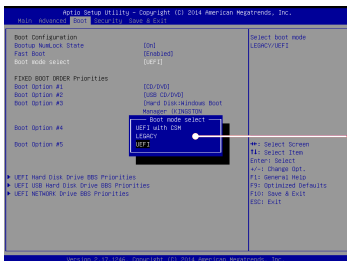 Aptio Setup Utility - Copyright (C) 2014 American Megatrends, Inc.
Main Advanced Boot Security Save & Exit
Boot Configuration
Bootup NumLock State [On]
Fast Boot [Enabled]
Boot mode select [UEFI]
FIXED BOOT ORDER Priorities
Boot Option #1 [CD/DVD]
Boot Option #2 [USB CD/DVD]
Boot Option #3 [Hard Disk:Windows Boot
Manager (KINGSTON
Boot mode select
UEFI with CSM
LEGACY
UEFI
Boot Option #4
Boot Option #5
UEFI Hard Disk Drive BBS Priorities
UEFI USB Hard Disk Drive BBS Priorities
UEFI NETWORK Drive BBS Priorities
Select boot mode
LEGACY/UEFI
↔: Select Screen
↑↓: Select Item
Enter: Select
+/-: Change Opt.
F1: General Help
F9: Optimized Defaults
F10: Save & Exit
ESC: Exit
Version 2.17.1246. Copyright (C) 2014 American Megatrends, Inc.